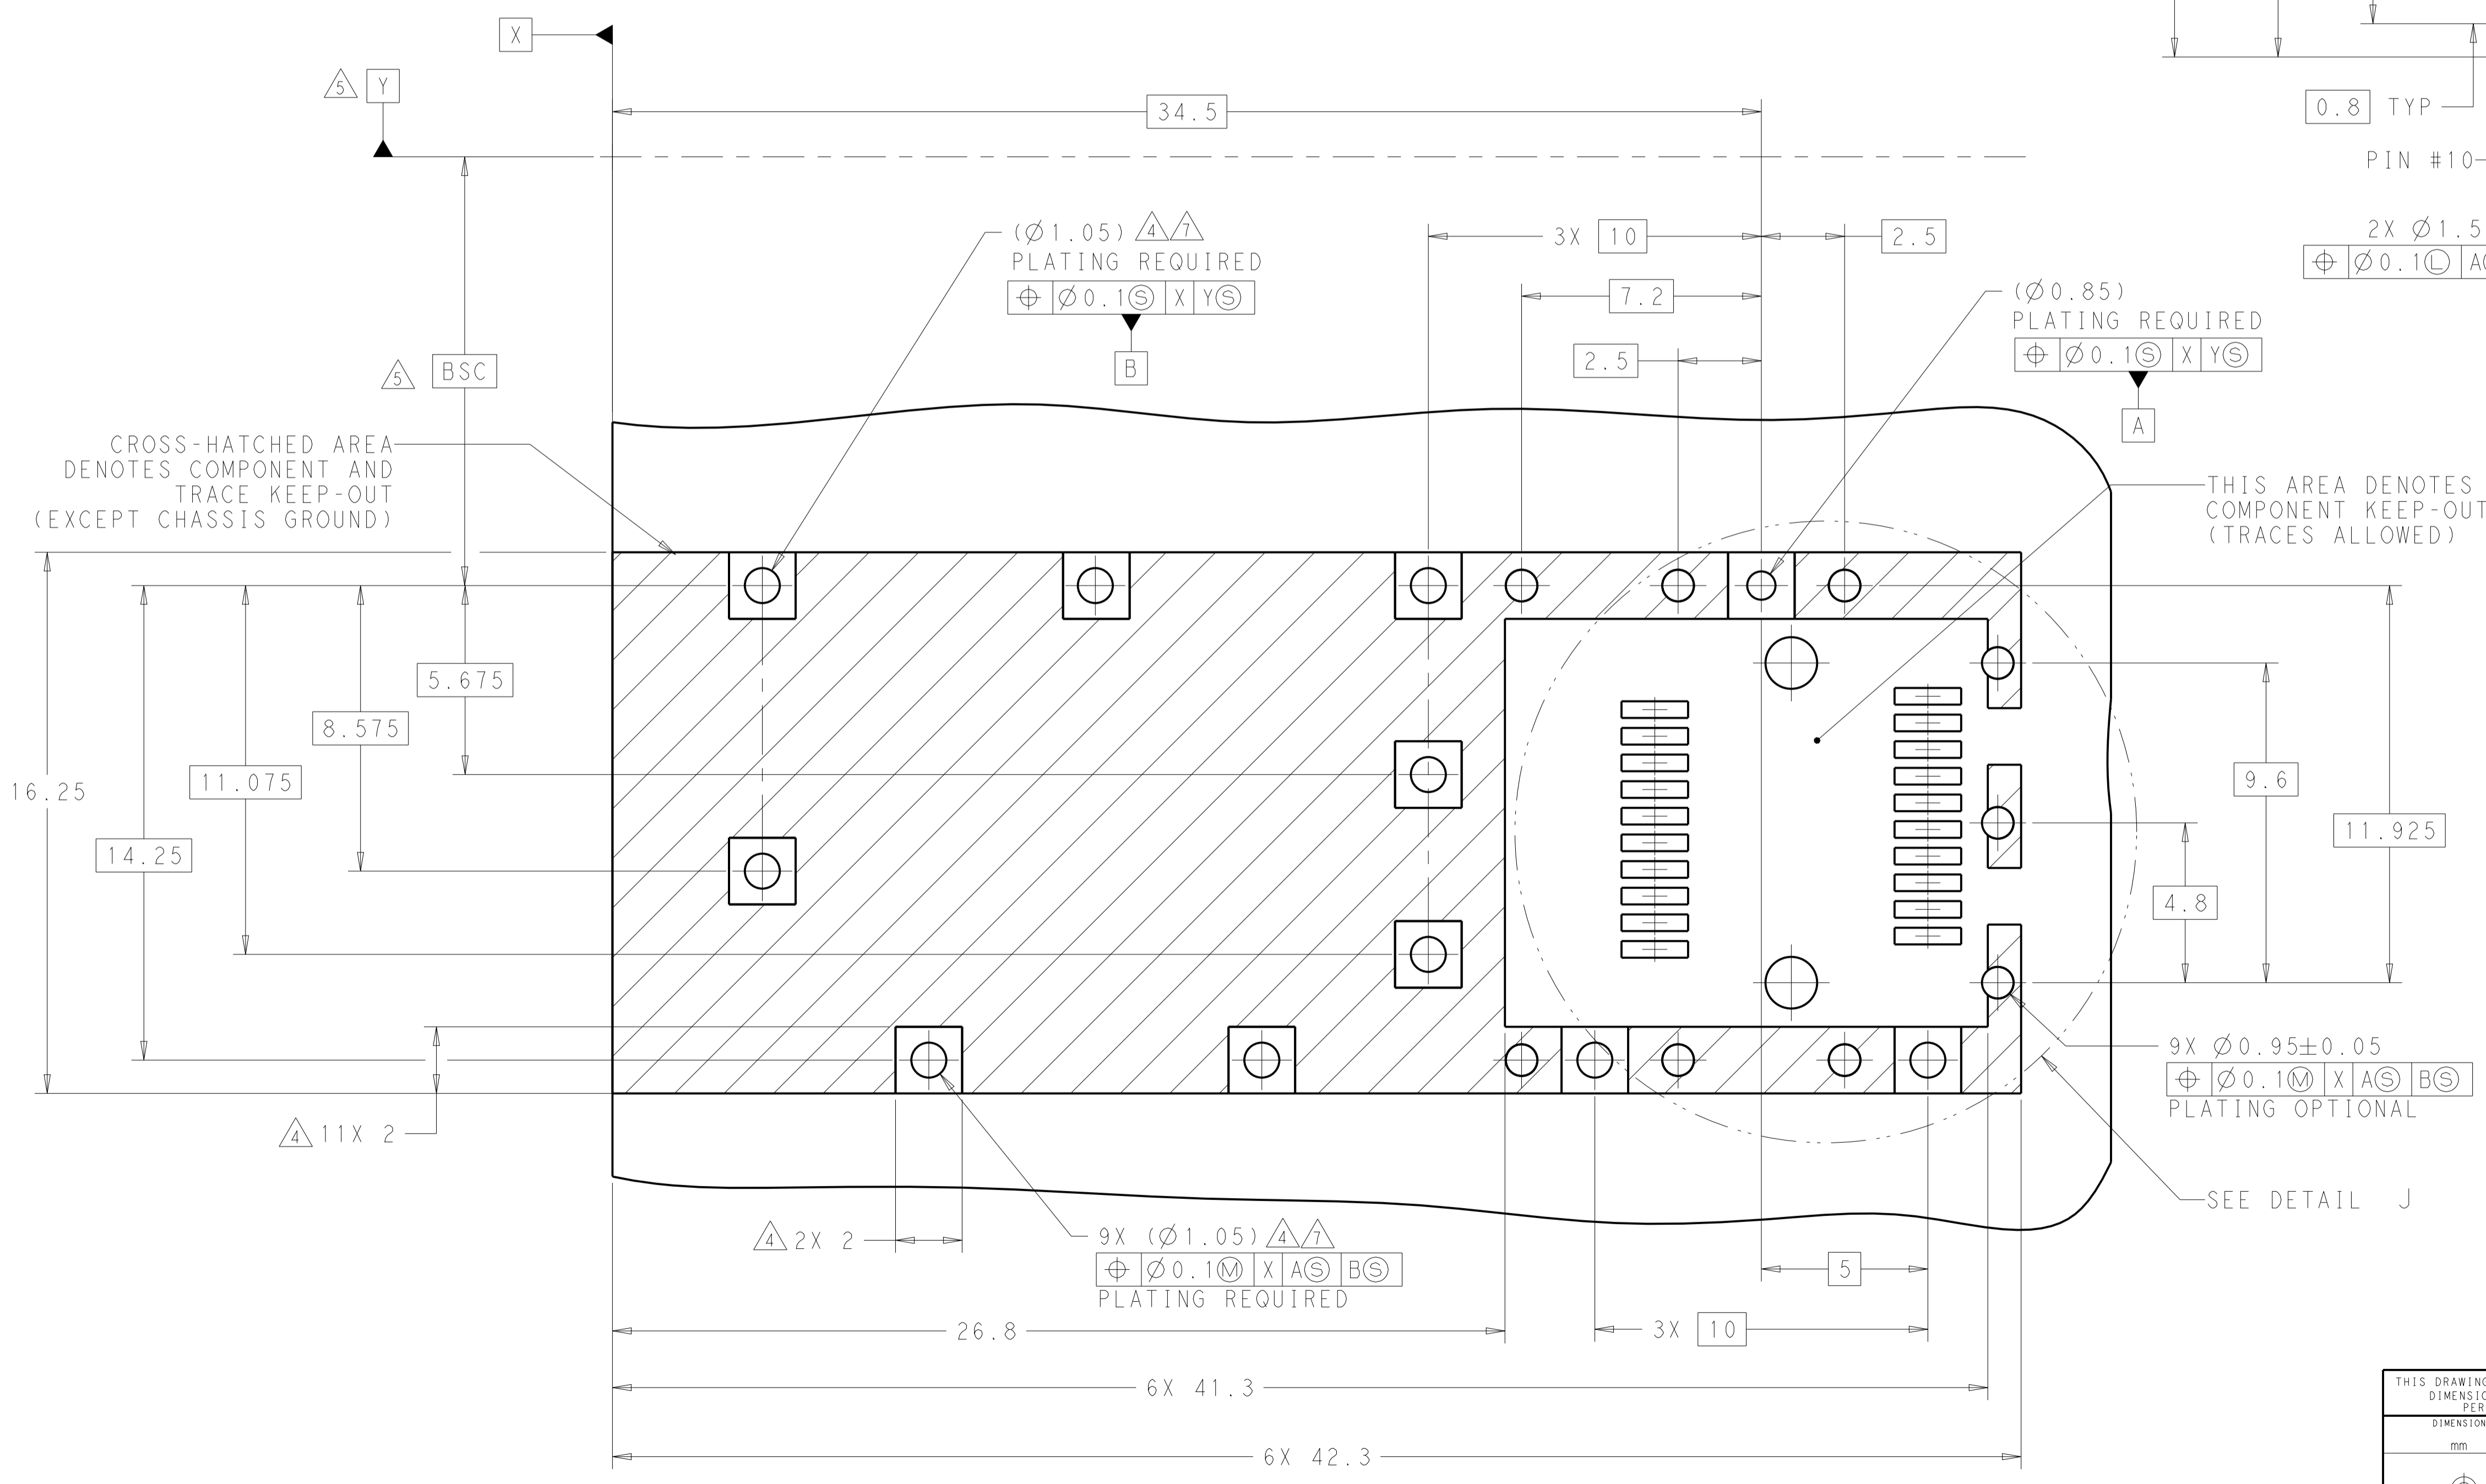 X
5 Y
34.5
0.8 TYP
PIN #10
2X Ø1.5
⌖ Ø0.1Ⓛ A
(Ø1.05) 4 7
PLATING REQUIRED
⌖ Ø0.1Ⓢ X YⓈ
B
3X 10
2.5
7.2
2.5
(Ø0.85)
PLATING REQUIRED
⌖ Ø0.1Ⓢ X YⓈ
A
5 BSC
CROSS-HATCHED AREA
DENOTES COMPONENT AND
TRACE KEEP-OUT
(EXCEPT CHASSIS GROUND)
THIS AREA DENOTES
COMPONENT KEEP-OUT
(TRACES ALLOWED)
5.675
8.575
11.075
16.25
14.25
9.6
11.925
4.8
4 11X 2
9X Ø0.95±0.05
⌖ Ø0.1Ⓜ X AⓈ BⓈ
PLATING OPTIONAL
SEE DETAIL J
4 2X 2
9X (Ø1.05) 4 7
⌖ Ø0.1Ⓜ X AⓈ BⓈ
PLATING REQUIRED
5
26.8
3X 10
6X 41.3
6X 42.3
THIS DRAWING
DIMENSIO
PER
DIMENSION
mm